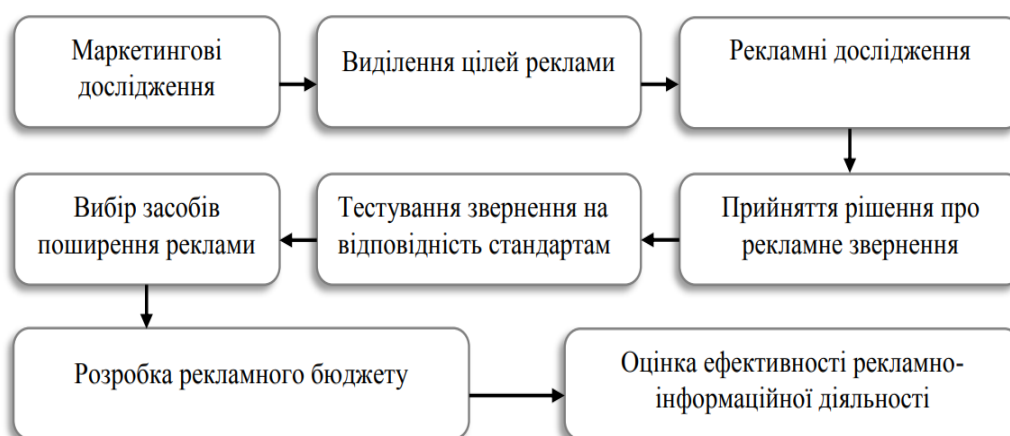 Маркетингові
дослідження
Виділення цілей реклами
Рекламні дослідження
Прийняття рішення про
рекламне звернення
Тестування звернення на
відповідність стандартам
Вибір засобів
поширення реклами
Розробка рекламного бюджету
Оцінка ефективності рекламно-
інформаційної діяльності